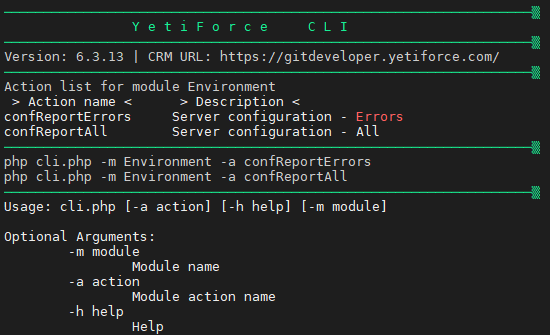 YetiForce CLI
Version: 6.3.13 | CRM URL: https://gitdeveloper.yetiforce.com/
Action list for module Environment
> Action name < > Description <
confReportErrors Server configuration - Errors
confReportAll Server configuration - All
php cli.php -m Environment -a confReportErrors
php cli.php -m Environment -a confReportAll
Usage: cli.php [-a action] [-h help] [-m module]
Optional Arguments:
-m module
Module name
-a action
Module action name
-h help
Help